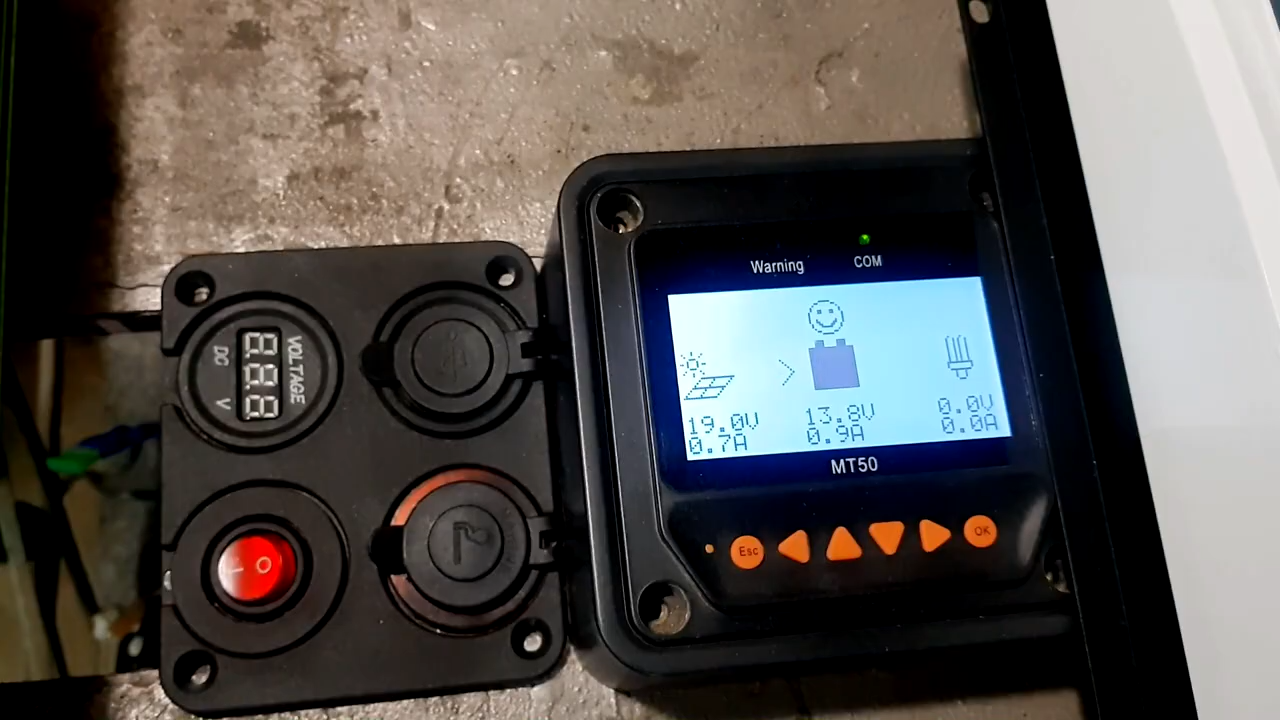 VOLTAGE
8.8.8
DC V
I O
Warning COM
19.0V 13.8V 0.0V
0.7A 0.9A 0.0A
MT50
Esc OK